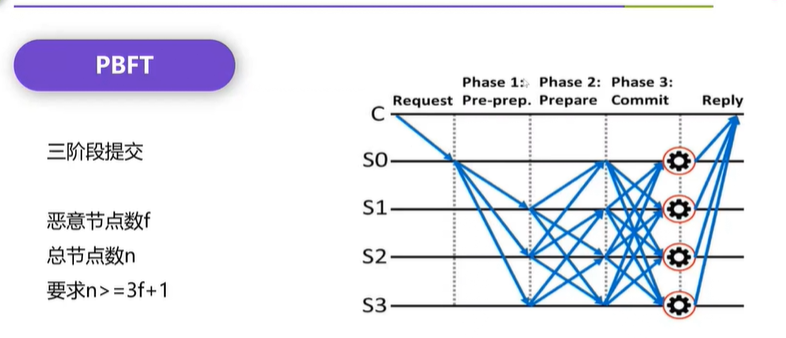 PBFT
三阶段提交
恶意节点数f
总节点数n
要求n>=3f+1
Phase 1: Phase 2: Phase 3:
Request Pre-prep. Prepare Commit Reply
C
S0
S1
S2
S3